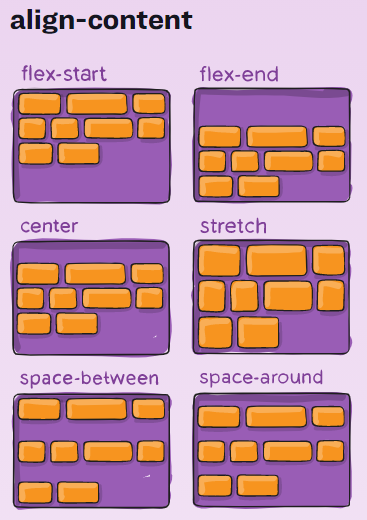 align-content
flex-start
flex-end
center
stretch
space-between
space-around